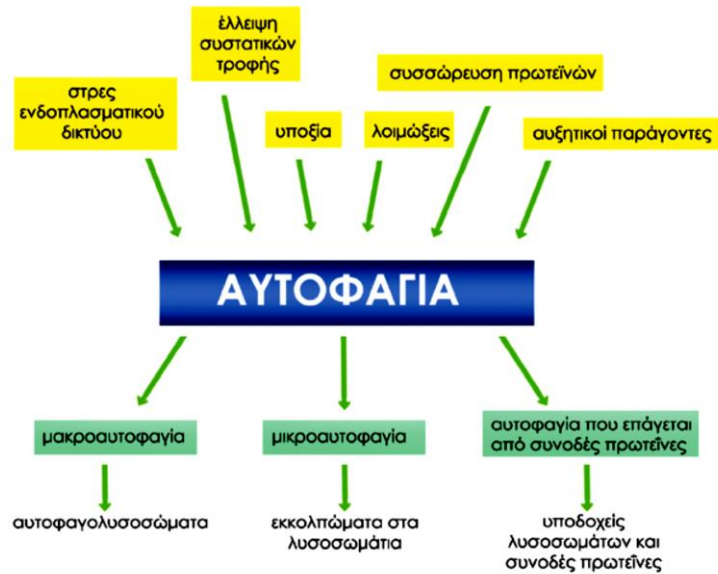 έλλειψη
συστατικών
τροφής
στρες
ενδοπλασματικού
δικτύου
συσσώρευση πρωτεϊνών
υποξία
λοιμώξεις
αυξητικοί παράγοντες
ΑΥΤΟΦΑΓΙΑ
μακροαυτοφαγία
μικροαυτοφαγία
αυτοφαγία που επάγεται
από συνοδές πρωτεΐνες
αυτοφαγολυσοσώματα
εκκολπώματα στα
λυσοσωμάτια
υποδοχείς
λυσοσωμάτων και
συνοδές πρωτεΐνες